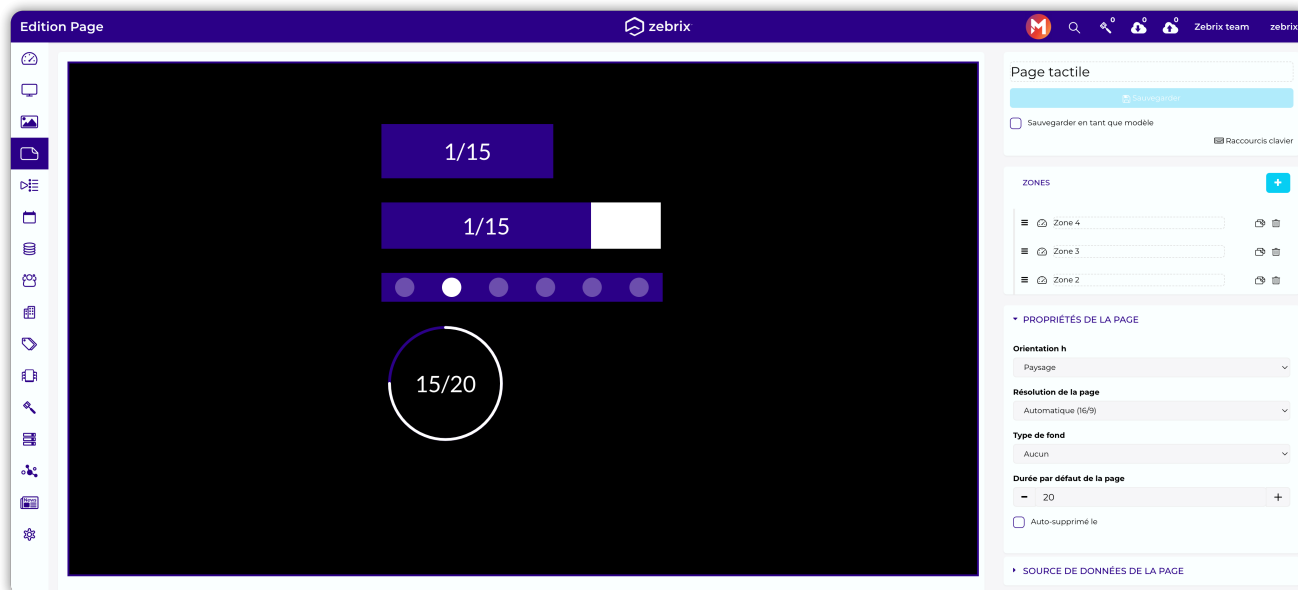 Edition Page
zebrix
0
0
0
Zebrix team
zebrix
1/15
1/15
15/20
Page tactile
Sauvegarder
Sauvegarder en tant que modèle
Raccourcis clavier
ZONES
+
Zone 4
Zone 3
Zone 2
PROPRIÉTÉS DE LA PAGE
Orientation h
Paysage
Résolution de la page
Automatique (16/9)
Type de fond
Aucun
Durée par défaut de la page
- 20 +
Auto-supprimé le
SOURCE DE DONNÉES DE LA PAGE